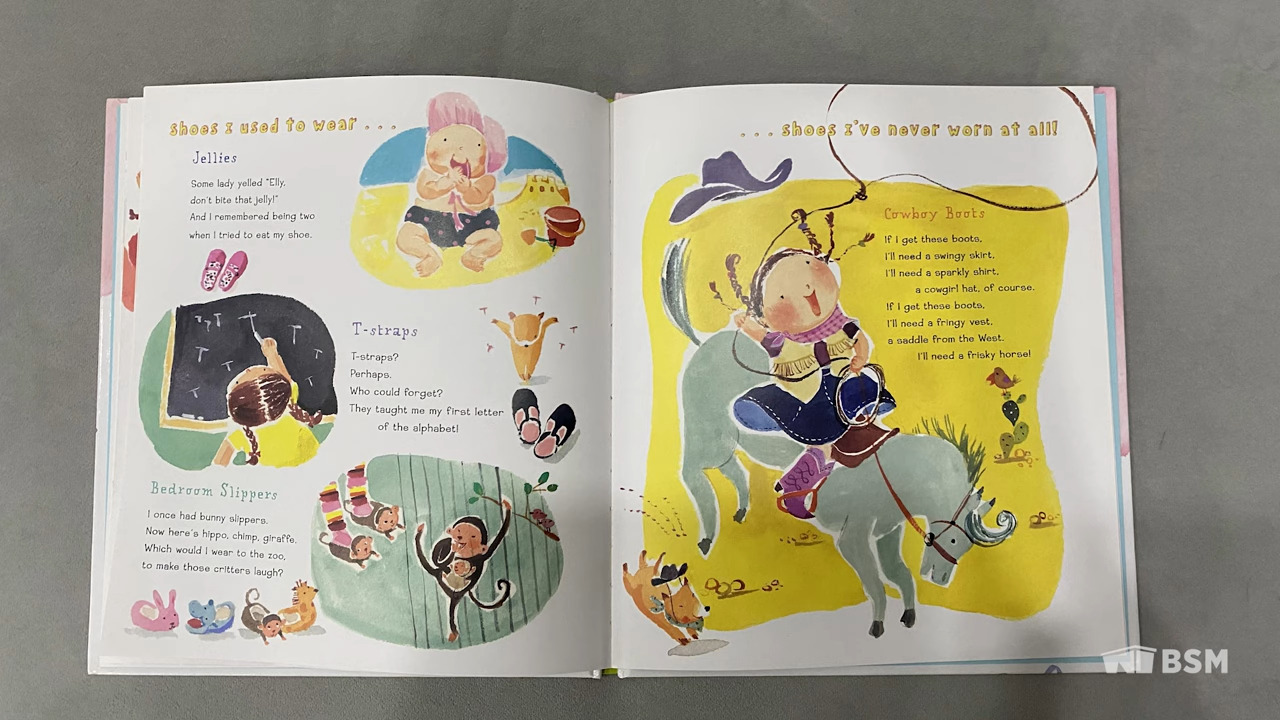 Shoes I used to wear . . .
Jellies
Some lady yelled "Elly,
don't bite that jelly!"
And I remembered being two
when I tried to eat my shoe.
T-straps
T-straps?
Perhaps.
Who could forget?
They taught me my first letter
of the alphabet!
Bedroom Slippers
I once had bunny slippers.
Now here's hippo, chimp, giraffe.
Which would I wear to the zoo,
to make those critters laugh?
. . . shoes I've never worn at all!
Cowboy Boots
If I get these boots,
I'll need a swingy skirt,
I'll need a sparkly shirt,
a cowgirl hat, of course.
If I get these boots,
I'll need a fringy vest,
a saddle from the West.
I'll need a frisky horse!
BSM